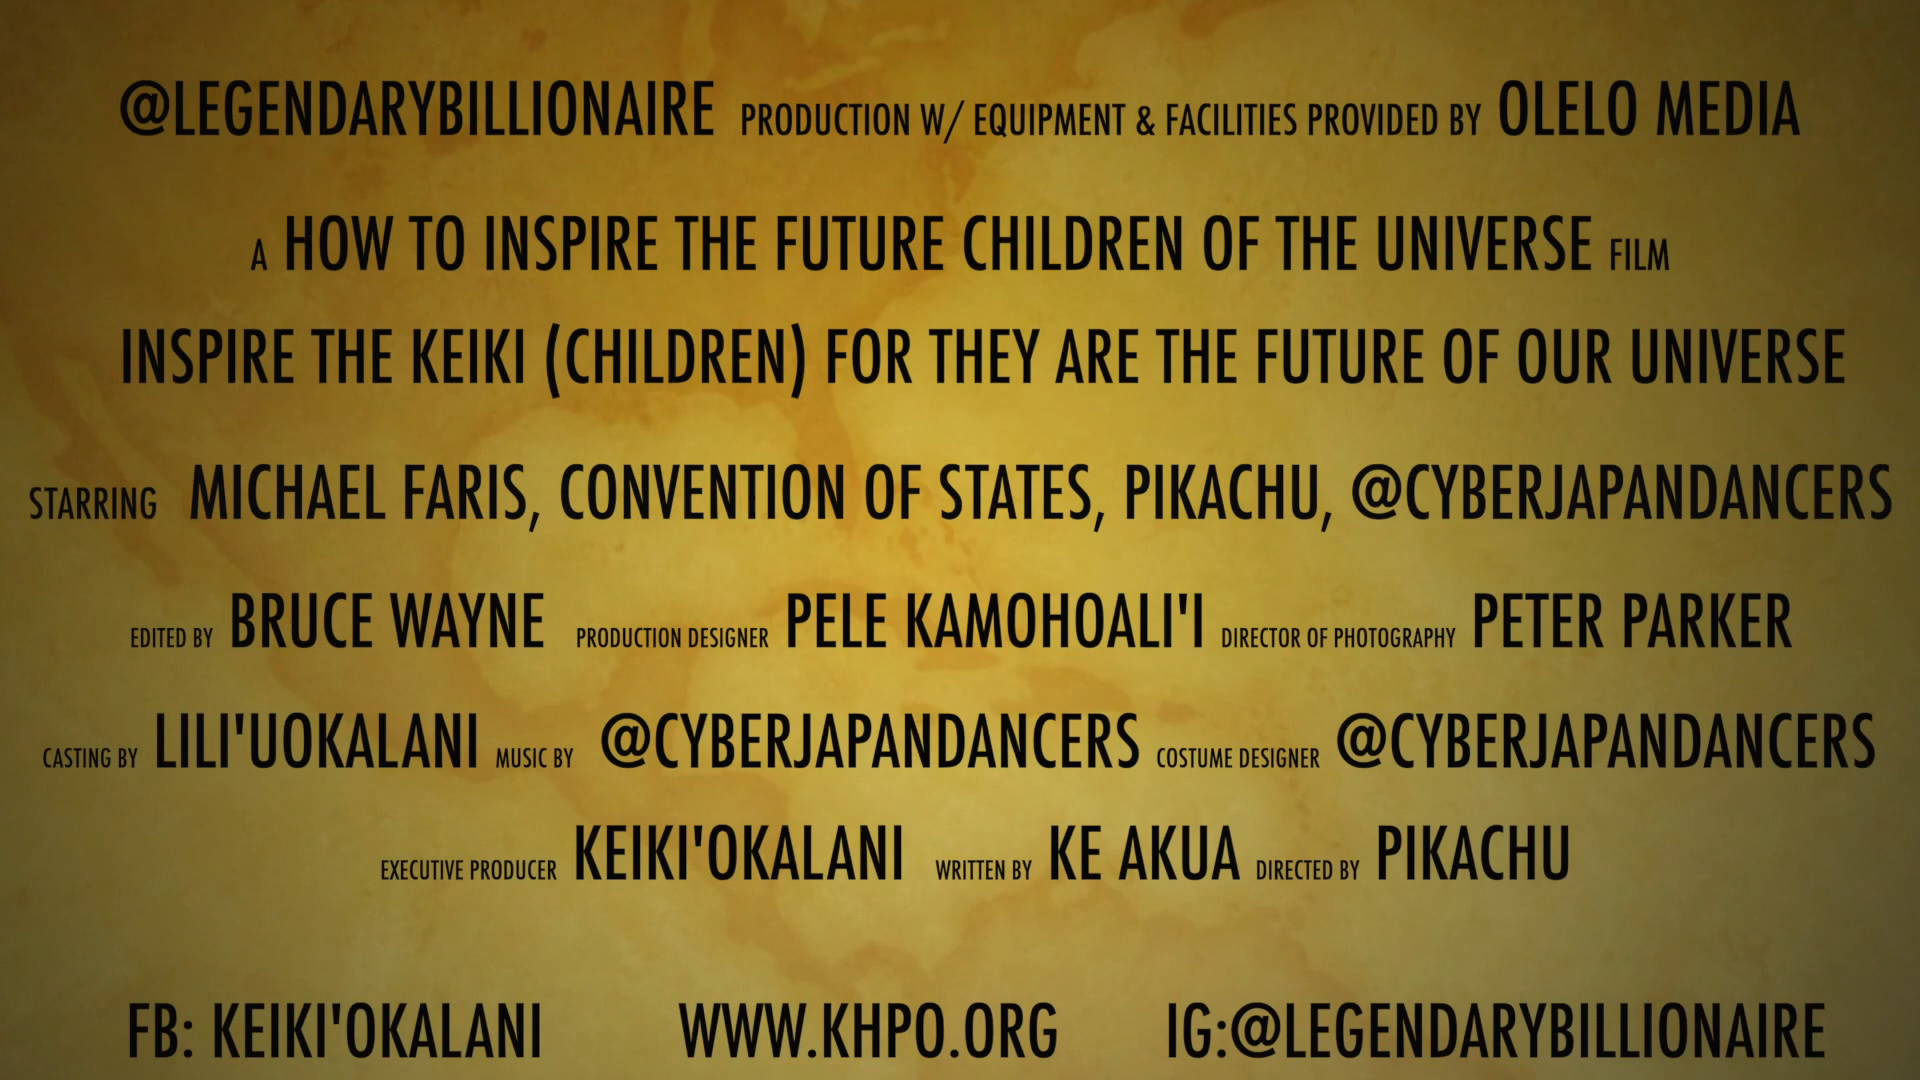 @LEGENDARYBILLIONAIRE PRODUCTION W/ EQUIPMENT & FACILITIES PROVIDED BY OLELO MEDIA
A HOW TO INSPIRE THE FUTURE CHILDREN OF THE UNIVERSE FILM
INSPIRE THE KEIKI (CHILDREN) FOR THEY ARE THE FUTURE OF OUR UNIVERSE
STARRING MICHAEL FARIS, CONVENTION OF STATES, PIKACHU, @CYBERJAPANDANCERS
EDITED BY BRUCE WAYNE PRODUCTION DESIGNER PELE KAMOHOALI'I DIRECTOR OF PHOTOGRAPHY PETER PARKER
CASTING BY LILI'UOKALANI MUSIC BY @CYBERJAPANDANCERS COSTUME DESIGNER @CYBERJAPANDANCERS
EXECUTIVE PRODUCER KEIKI'OKALANI WRITTEN BY KE AKUA DIRECTED BY PIKACHU
FB: KEIKI'OKALANI WWW.KHPO.ORG IG:@LEGENDARYBILLIONAIRE